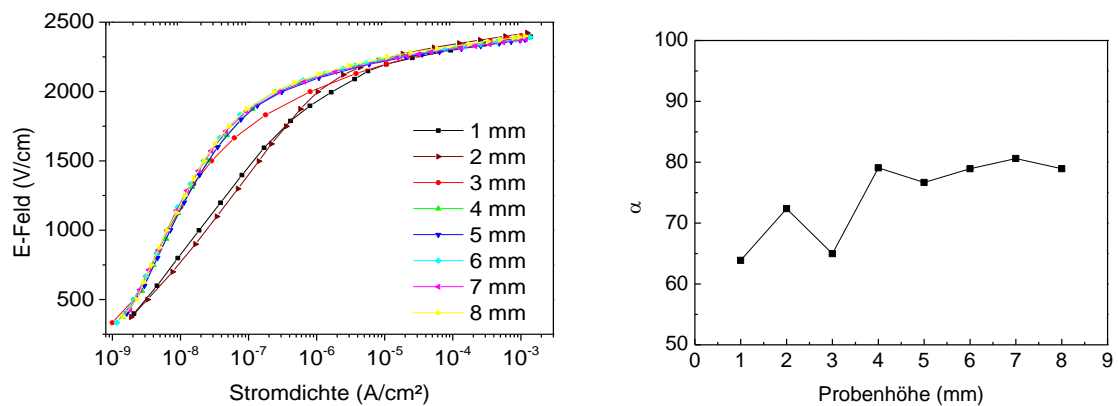 2500
2000
1500
1000
500
E-Feld (V/cm)
10⁻⁹ 10⁻⁸ 10⁻⁷ 10⁻⁶ 10⁻⁵ 10⁻⁴ 10⁻³
Stromdichte (A/cm²)
1 mm
2 mm
3 mm
4 mm
5 mm
6 mm
7 mm
8 mm
100
90
80
70
60
50
α
0 1 2 3 4 5 6 7 8 9
Probenhöhe (mm)